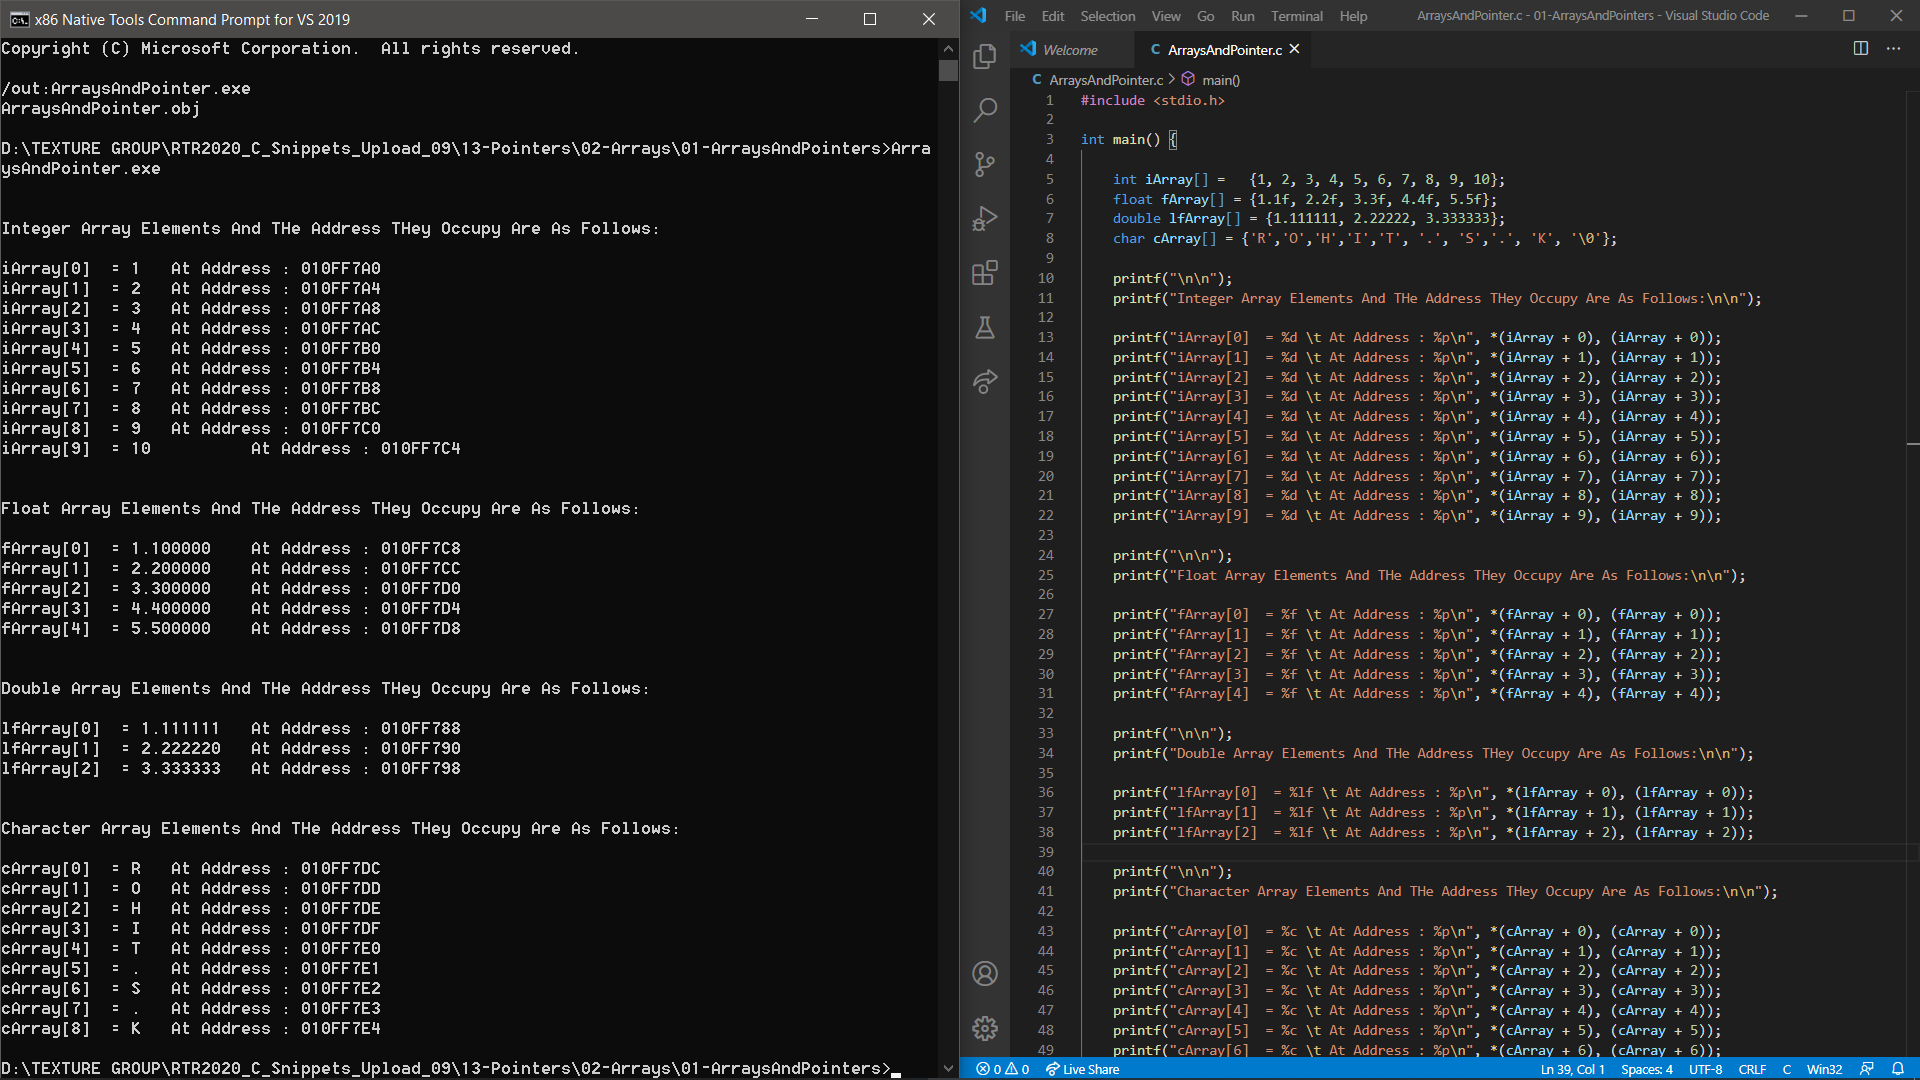 x86 Native Tools Command Prompt for VS 2019
Copyright (C) Microsoft Corporation.  All rights reserved.
/out:ArraysAndPointer.exe
ArraysAndPointer.obj
D:\TEXTURE GROUP\RTR2020_C_Snippets_Upload_09\13-Pointers\02-Arrays\01-ArraysAndPointers>Arra
ysAndPointer.exe
Integer Array Elements And THe Address THey Occupy Are As Follows:
iArray[0]  = 1   At Address : 010FF7A0
iArray[1]  = 2   At Address : 010FF7A4
iArray[2]  = 3   At Address : 010FF7A8
iArray[3]  = 4   At Address : 010FF7AC
iArray[4]  = 5   At Address : 010FF7B0
iArray[5]  = 6   At Address : 010FF7B4
iArray[6]  = 7   At Address : 010FF7B8
iArray[7]  = 8   At Address : 010FF7BC
iArray[8]  = 9   At Address : 010FF7C0
iArray[9]  = 10          At Address : 010FF7C4
Float Array Elements And THe Address THey Occupy Are As Follows:
fArray[0]  = 1.100000    At Address : 010FF7C8
fArray[1]  = 2.200000    At Address : 010FF7CC
fArray[2]  = 3.300000    At Address : 010FF7D0
fArray[3]  = 4.400000    At Address : 010FF7D4
fArray[4]  = 5.500000    At Address : 010FF7D8
Double Array Elements And THe Address THey Occupy Are As Follows:
lfArray[0]  = 1.111111   At Address : 010FF788
lfArray[1]  = 2.222220   At Address : 010FF790
lfArray[2]  = 3.333333   At Address : 010FF798
Character Array Elements And THe Address THey Occupy Are As Follows:
cArray[0]  = R   At Address : 010FF7DC
cArray[1]  = O   At Address : 010FF7DD
cArray[2]  = H   At Address : 010FF7DE
cArray[3]  = I   At Address : 010FF7DF
cArray[4]  = T   At Address : 010FF7E0
cArray[5]  = .   At Address : 010FF7E1
cArray[6]  = S   At Address : 010FF7E2
cArray[7]  = .   At Address : 010FF7E3
cArray[8]  = K   At Address : 010FF7E4
D:\TEXTURE GROUP\RTR2020_C_Snippets_Upload_09\13-Pointers\02-Arrays\01-ArraysAndPointers>
File Edit Selection View Go Run Terminal Help ArraysAndPointer.c - 01-ArraysAndPointers - Visual Studio Code
Welcome C ArraysAndPointer.c
C ArraysAndPointer.c > main()
1 #include <stdio.h>
2
3 int main() {
4
5     int iArray[] =   {1, 2, 3, 4, 5, 6, 7, 8, 9, 10};
6     float fArray[] = {1.1f, 2.2f, 3.3f, 4.4f, 5.5f};
7     double lfArray[] = {1.111111, 2.22222, 3.333333};
8     char cArray[] = {'R','O','H','I','T', '.', 'S','.', 'K', '\0'};
9
10     printf("\n\n");
11     printf("Integer Array Elements And THe Address THey Occupy Are As Follows:\n\n");
12
13     printf("iArray[0]  = %d \t At Address : %p\n", *(iArray + 0), (iArray + 0));
14     printf("iArray[1]  = %d \t At Address : %p\n", *(iArray + 1), (iArray + 1));
15     printf("iArray[2]  = %d \t At Address : %p\n", *(iArray + 2), (iArray + 2));
16     printf("iArray[3]  = %d \t At Address : %p\n", *(iArray + 3), (iArray + 3));
17     printf("iArray[4]  = %d \t At Address : %p\n", *(iArray + 4), (iArray + 4));
18     printf("iArray[5]  = %d \t At Address : %p\n", *(iArray + 5), (iArray + 5));
19     printf("iArray[6]  = %d \t At Address : %p\n", *(iArray + 6), (iArray + 6));
20     printf("iArray[7]  = %d \t At Address : %p\n", *(iArray + 7), (iArray + 7));
21     printf("iArray[8]  = %d \t At Address : %p\n", *(iArray + 8), (iArray + 8));
22     printf("iArray[9]  = %d \t At Address : %p\n", *(iArray + 9), (iArray + 9));
23
24     printf("\n\n");
25     printf("Float Array Elements And THe Address THey Occupy Are As Follows:\n\n");
26
27     printf("fArray[0]  = %f \t At Address : %p\n", *(fArray + 0), (fArray + 0));
28     printf("fArray[1]  = %f \t At Address : %p\n", *(fArray + 1), (fArray + 1));
29     printf("fArray[2]  = %f \t At Address : %p\n", *(fArray + 2), (fArray + 2));
30     printf("fArray[3]  = %f \t At Address : %p\n", *(fArray + 3), (fArray + 3));
31     printf("fArray[4]  = %f \t At Address : %p\n", *(fArray + 4), (fArray + 4));
32
33     printf("\n\n");
34     printf("Double Array Elements And THe Address THey Occupy Are As Follows:\n\n");
35
36     printf("lfArray[0]  = %lf \t At Address : %p\n", *(lfArray + 0), (lfArray + 0));
37     printf("lfArray[1]  = %lf \t At Address : %p\n", *(lfArray + 1), (lfArray + 1));
38     printf("lfArray[2]  = %lf \t At Address : %p\n", *(lfArray + 2), (lfArray + 2));
39
40     printf("\n\n");
41     printf("Character Array Elements And THe Address THey Occupy Are As Follows:\n\n");
42
43     printf("cArray[0]  = %c \t At Address : %p\n", *(cArray + 0), (cArray + 0));
44     printf("cArray[1]  = %c \t At Address : %p\n", *(cArray + 1), (cArray + 1));
45     printf("cArray[2]  = %c \t At Address : %p\n", *(cArray + 2), (cArray + 2));
46     printf("cArray[3]  = %c \t At Address : %p\n", *(cArray + 3), (cArray + 3));
47     printf("cArray[4]  = %c \t At Address : %p\n", *(cArray + 4), (cArray + 4));
48     printf("cArray[5]  = %c \t At Address : %p\n", *(cArray + 5), (cArray + 5));
49     printf("cArray[6]  = %c \t At Address : %p\n", *(cArray + 6), (cArray + 6));
0 0 Live Share Ln 39, Col 1 Spaces: 4 UTF-8 CRLF C Win32